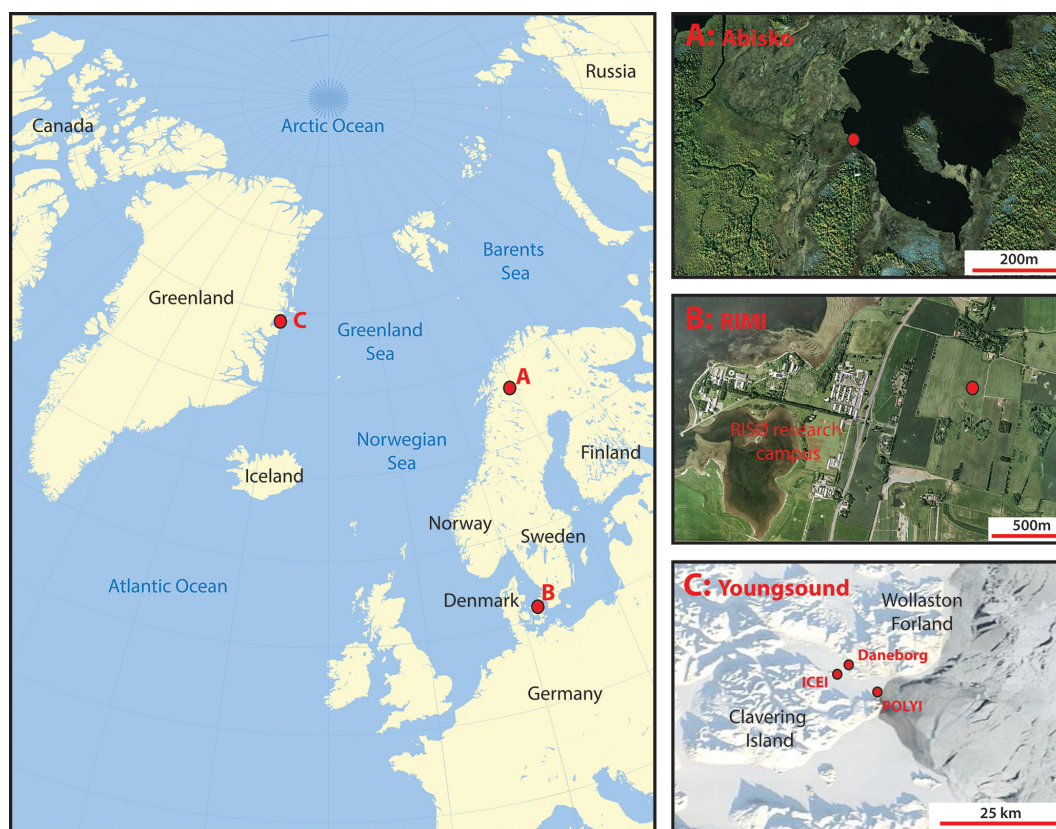 Canada
Russia
Arctic Ocean
Barents
Sea
Greenland
C
Greenland
Sea
A
Norwegian
Sea
Finland
Iceland
Norway
Sweden
Atlantic Ocean
Denmark
B
Germany
A: Abisko
200m
B: RIMI
RISØ research
campus
500m
C: Youngsound
Wollaston
Forland
Daneborg
ICEI
POLYI
Clavering
Island
25 km